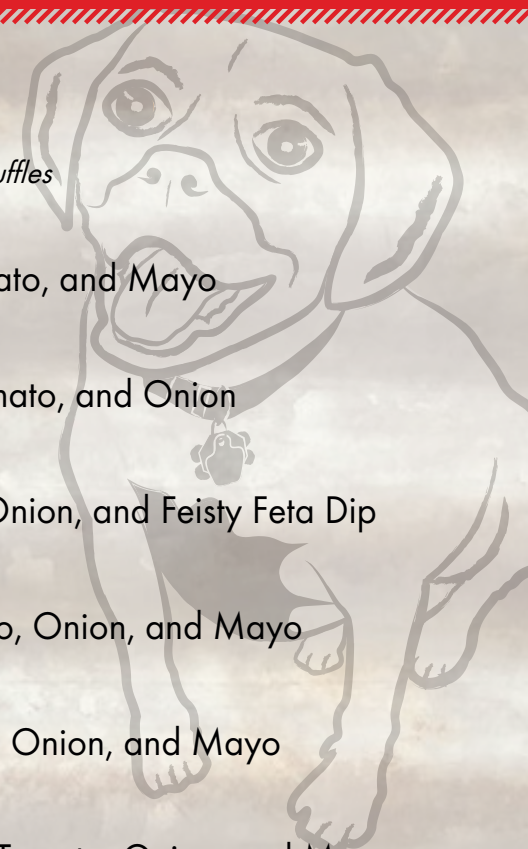 uffles
ato, and Mayo
nato, and Onion
Onion, and Feisty Feta Dip
o, Onion, and Mayo
Onion, and Mayo